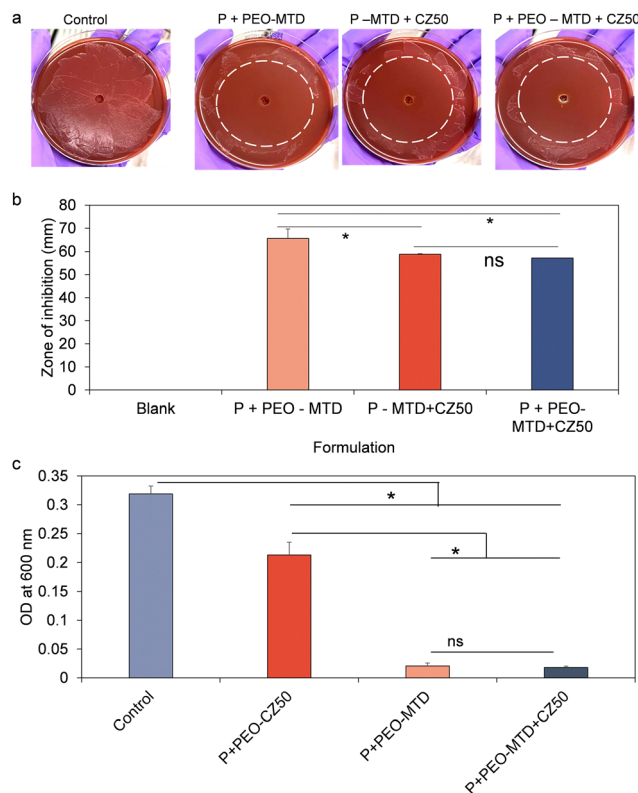 a
Control
P + PEO-MTD
P –MTD + CZ50
P + PEO – MTD + CZ50
b
Zone of inhibition (mm)
80
70
60
50
40
30
20
10
0
*
*
ns
Blank
P + PEO - MTD
P - MTD+CZ50
P + PEO-
MTD+CZ50
Formulation
c
OD at 600 nm
0.35
0.3
0.25
0.2
0.15
0.1
0.05
0
*
*
ns
Control
P+PEO-CZ50
P+PEO-MTD
P+PEO-MTD+CZ50